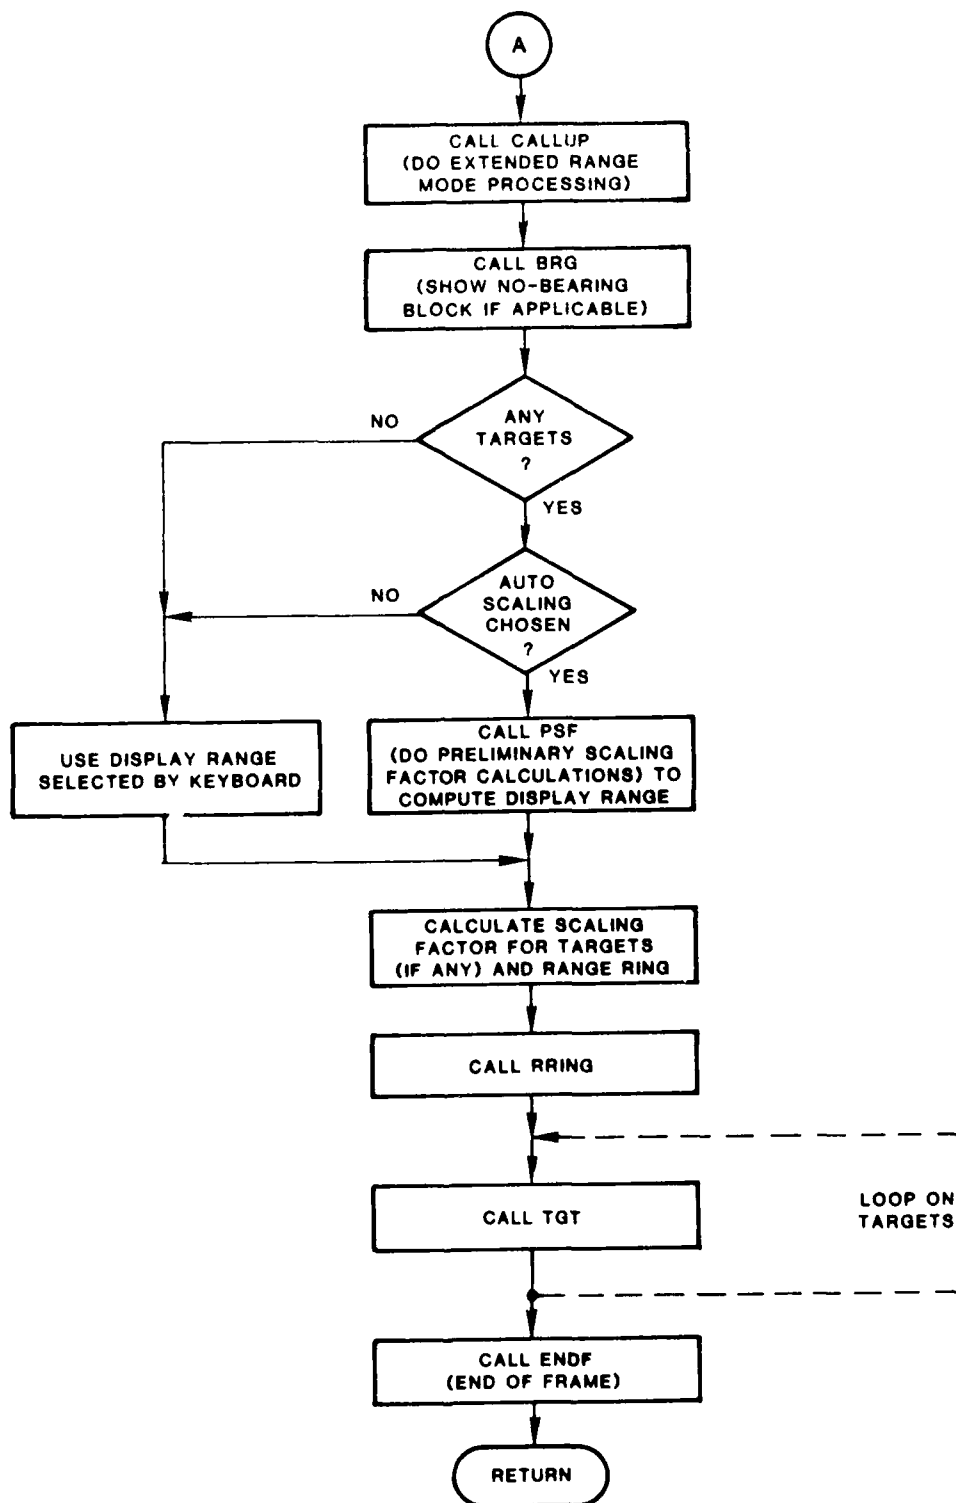 A
CALL CALLUP
(DO EXTENDED RANGE
MODE PROCESSING)
CALL BRG
(SHOW NO-BEARING
BLOCK IF APPLICABLE)
NO
ANY
TARGETS
?
YES
NO
AUTO
SCALING
CHOSEN
?
YES
USE DISPLAY RANGE
SELECTED BY KEYBOARD
CALL PSF
(DO PRELIMINARY SCALING
FACTOR CALCULATIONS) TO
COMPUTE DISPLAY RANGE
CALCULATE SCALING
FACTOR FOR TARGETS
(IF ANY) AND RANGE RING
CALL RRING
CALL TGT
LOOP ON
TARGETS
CALL ENDF
(END OF FRAME)
RETURN